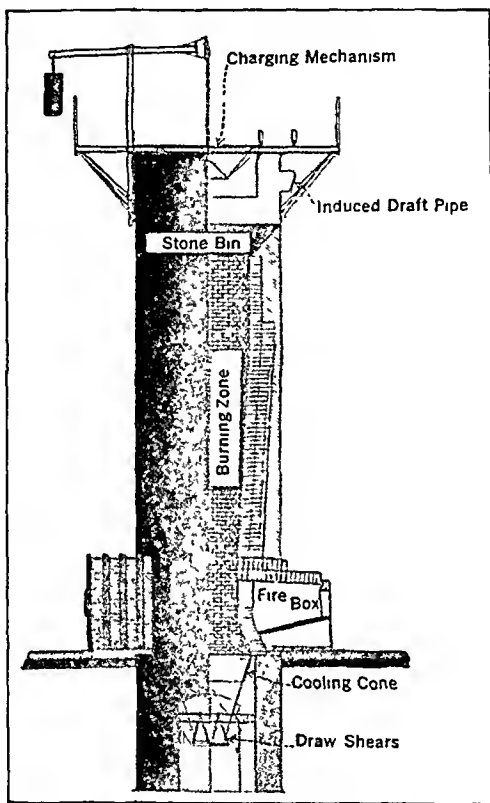 Charging Mechanism
Induced Draft Pipe
Stone Bin
Burning Zone
Fire Box
Cooling Cone
Draw Shears